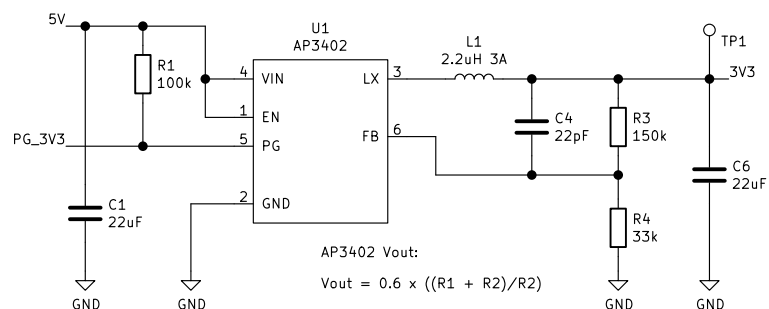 5V
U1
AP3402
L1
2.2uH 3A
TP1
3V3
R1
100k
4
VIN
LX
3
1
EN
C4
22pF
R3
150k
PG_3V3
5
PG
FB
6
C6
22uF
2
GND
C1
22uF
R4
33k
AP3402 Vout:
Vout = 0.6 x ((R1 + R2)/R2)
GND
GND
GND
GND